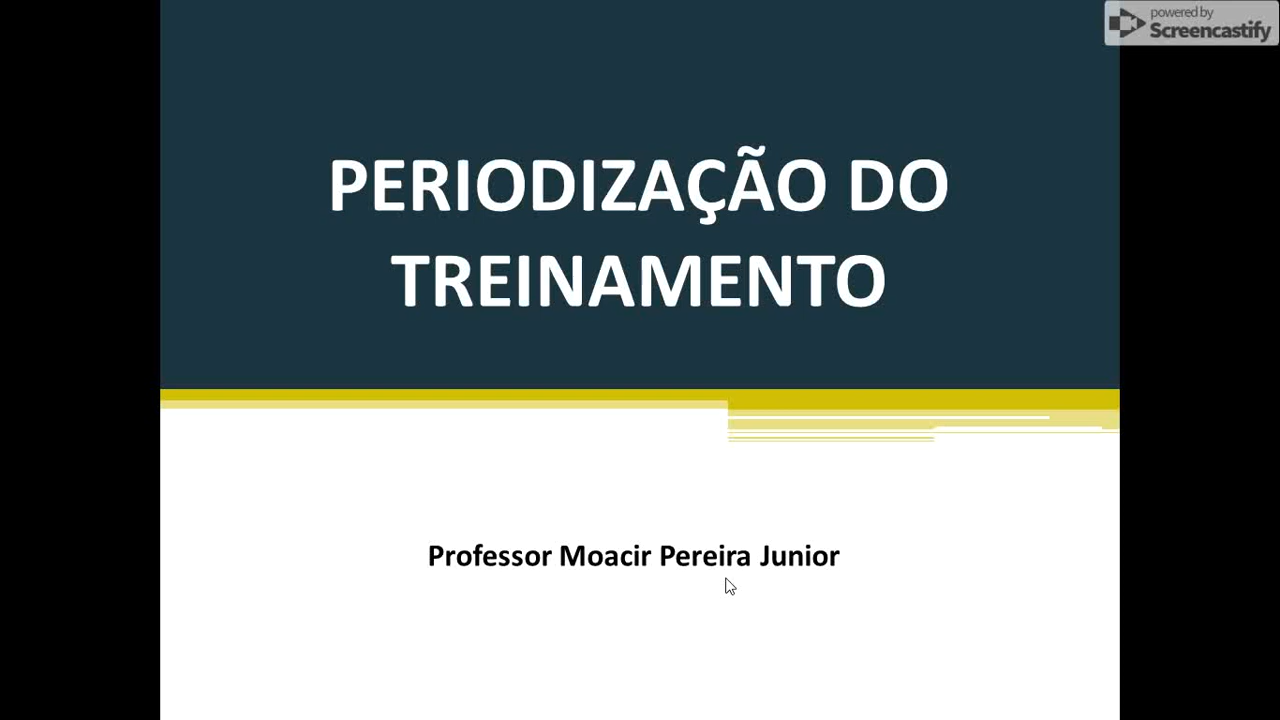 powered by
Screencastify
PERIODIZAÇÃO DO
TREINAMENTO
Professor Moacir Pereira Junior